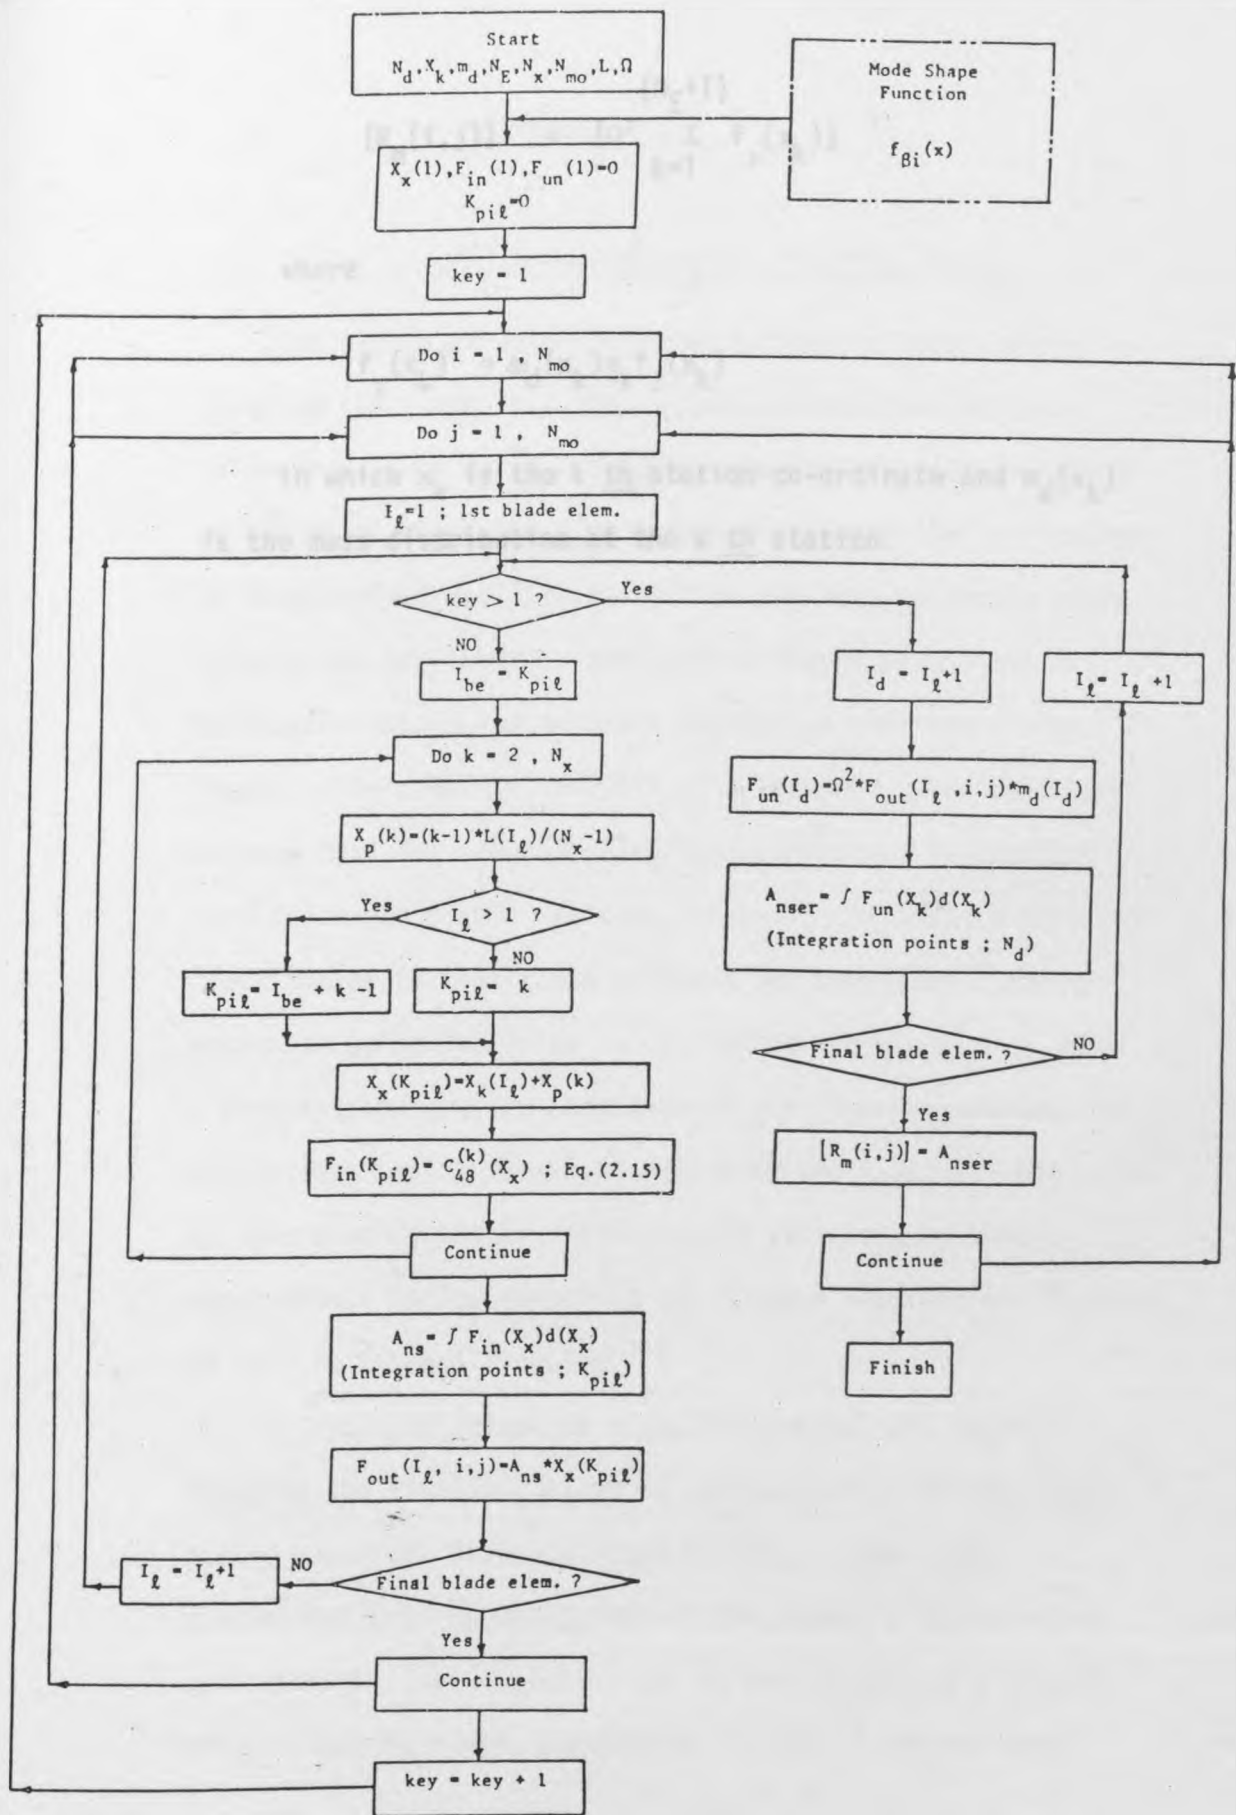 Start
N_d,X_k,m_d,N_E,N_x,N_mo,L,Ω
Mode Shape
Function
f_βi(x)
X_x(1),F_in(1),F_un(1)=0
K_piℓ=0
where
key = 1
Do i = 1 , N_mo
Do j = 1 , N_mo
in which x_k is the k th station co-ordinate and m_d(x_k)
I_ℓ=1 ; 1st blade elem.
is the mass distribution at the k th station
key > 1 ?
Yes
NO
I_be = K_piℓ
I_d = I_ℓ+1
I_ℓ= I_ℓ +1
Do k = 2 , N_x
F_un(I_d)=Ω²*F_out(I_ℓ ,i,j)*m_d(I_d)
X_p(k)=(k-1)*L(I_ℓ)/(N_x-1)
A_nser= ∫ F_un(X_k)d(X_k)
(Integration points ; N_d)
Yes
I_ℓ > 1 ?
NO
K_piℓ= I_be + k -1
K_piℓ= k
Final blade elem. ?
NO
X_x(K_piℓ)=X_k(I_ℓ)+X_p(k)
Yes
F_in(K_piℓ)= C_48^(k)(X_x) ; Eq.(2.15)
[R_m(i,j)] = A_nser
Continue
Continue
A_ns= ∫ F_in(X_x)d(X_x)
(Integration points ; K_piℓ)
Finish
F_out(I_ℓ, i,j)=A_ns*X_x(K_piℓ)
I_ℓ = I_ℓ+1
NO
Final blade elem. ?
Yes
Continue
key = key + 1